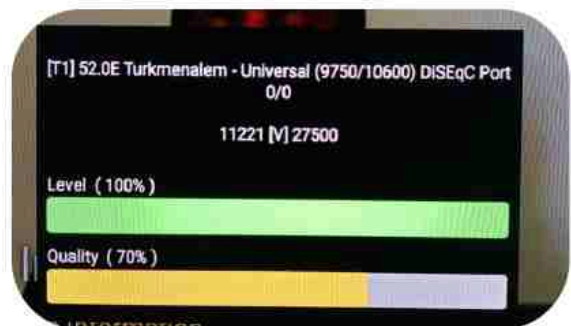 [T1] 52.0E Turkmenalem - Universal (9750/10600) DiSEqC Port
0/0
11221 [V] 27500
Level ( 100% )
Quality ( 70% )